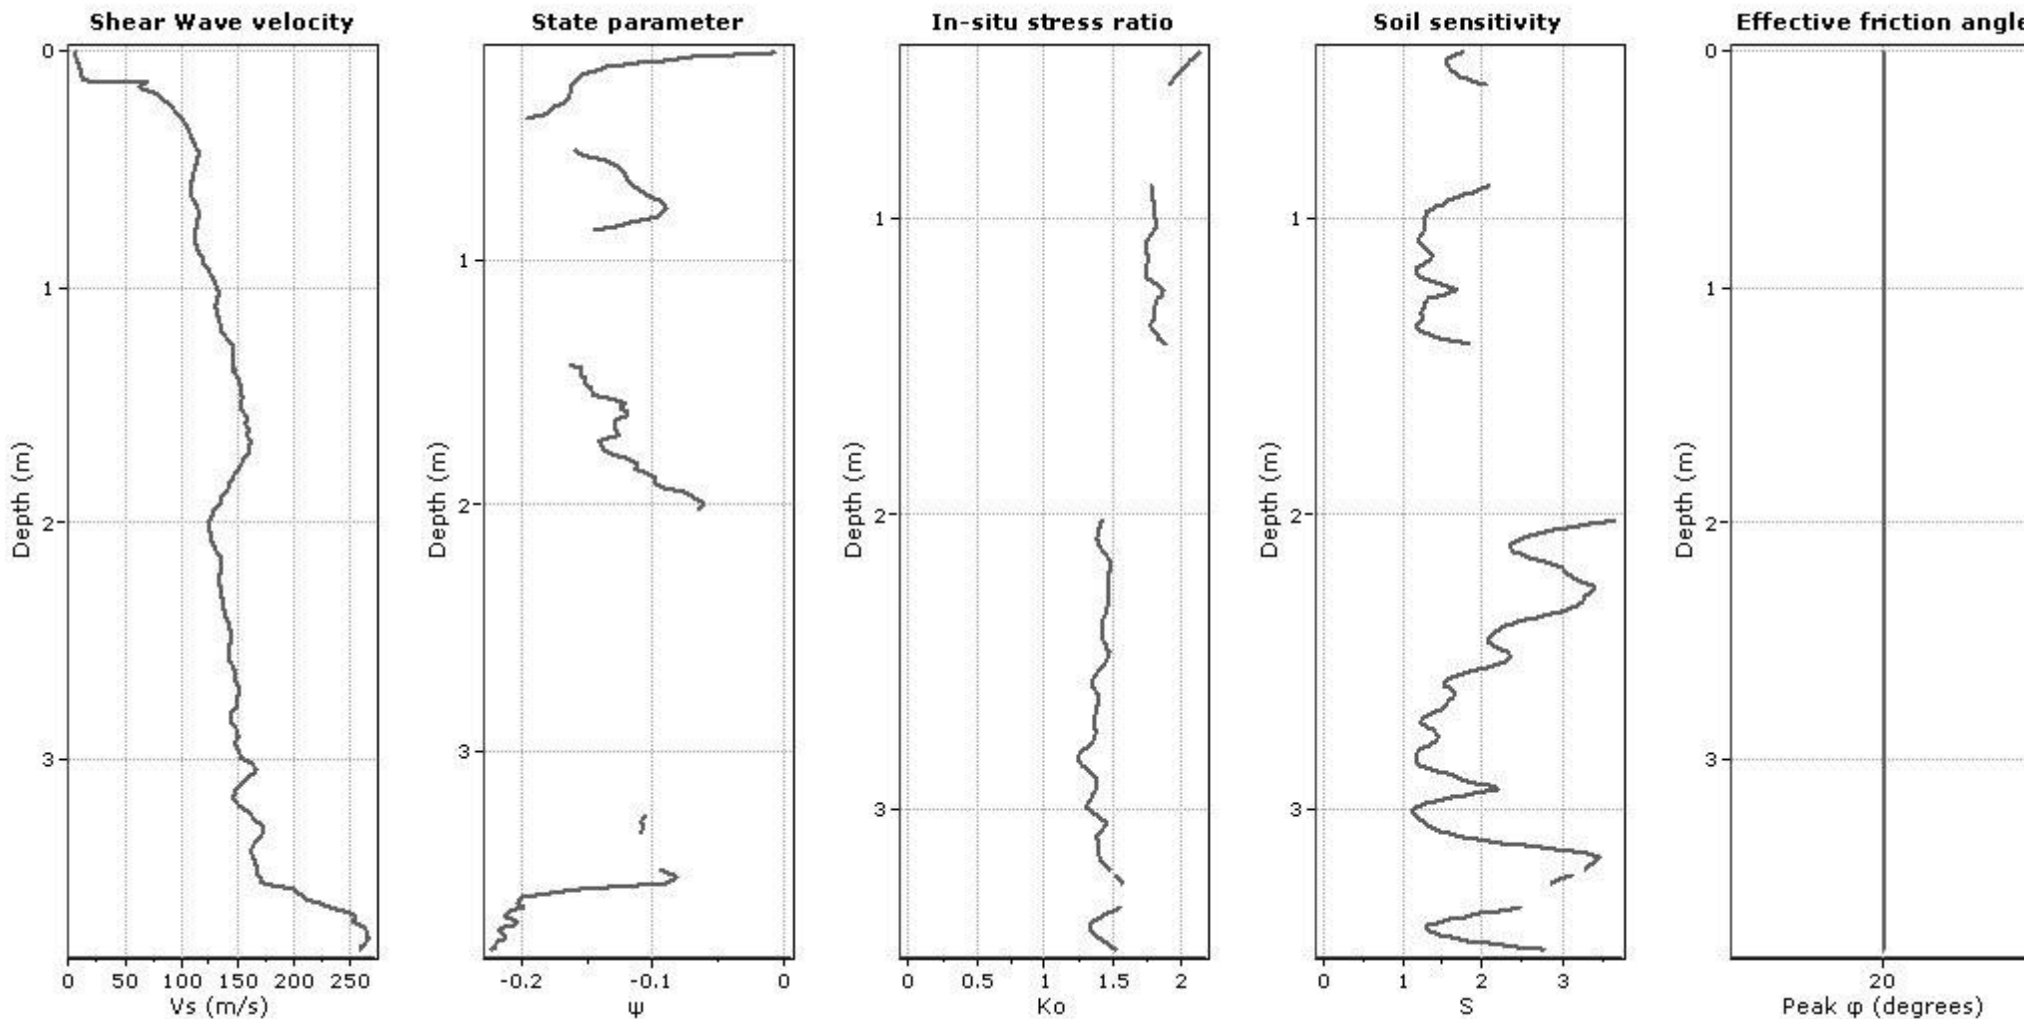 Shear Wave velocity
0
1
2
3
Depth (m)
0 50 100 150 200 250
Vs (m/s)
State parameter
1
2
3
Depth (m)
-0.2 -0.1 0
ψ
In-situ stress ratio
1
2
3
Depth (m)
0 0.5 1 1.5 2
Ko
Soil sensitivity
1
2
3
Depth (m)
0 1 2 3
S
Effective friction angle
0
1
2
3
Depth (m)
20
Peak φ (degrees)